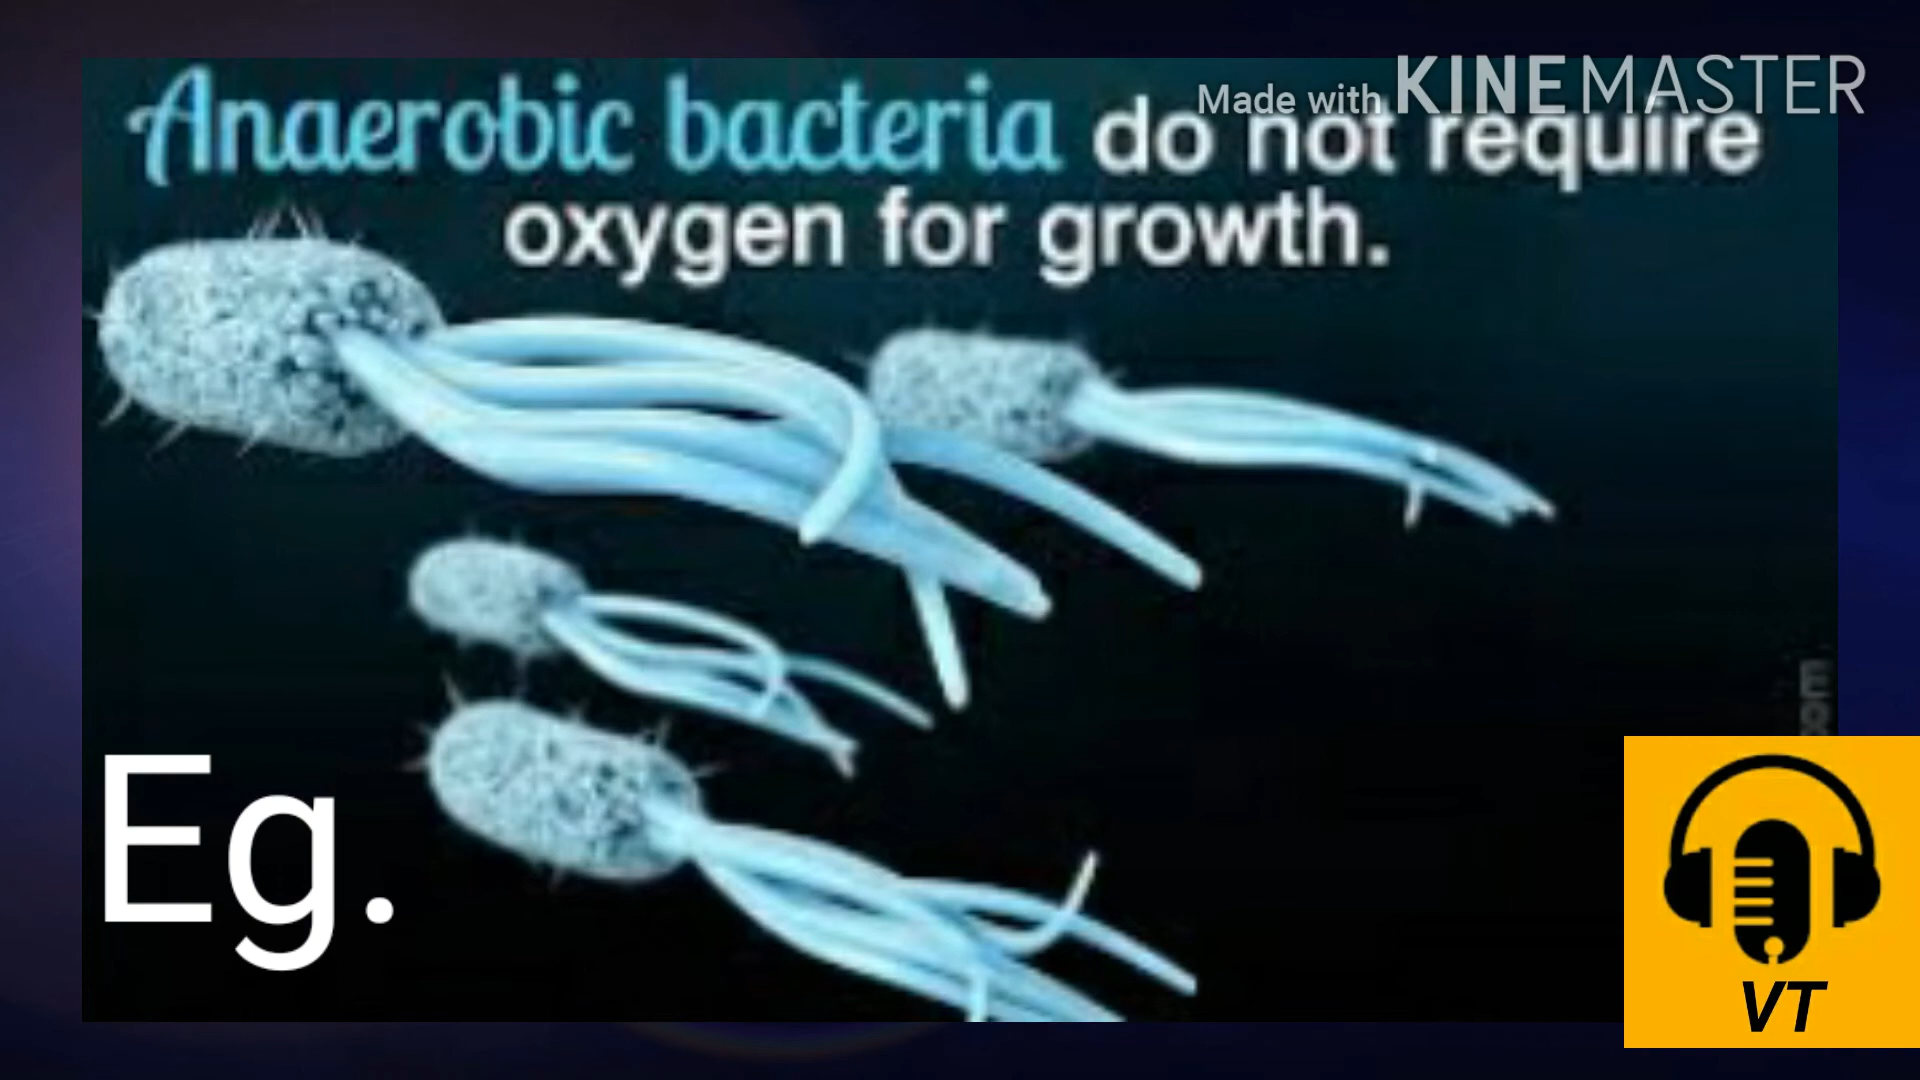 Made with KINEMASTER
Anaerobic bacteria do not require
oxygen for growth.
Eg.
VT